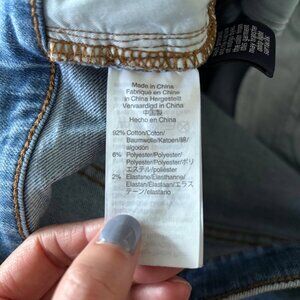 Made in China
Fabriqué en Chine
in China Hergestellt
Vervaardigd in China
中国製
Hecho en China
92% Cotton/Coton/
Baumwolle/Katoen/綿/
algodón
6% Polyester/Polyester/
Polyester/Polyester/ポリ
エステル/poliéster
2% Elastane/Élasthanne/
Elastan/Elastaan/エラス
テーン/elastano